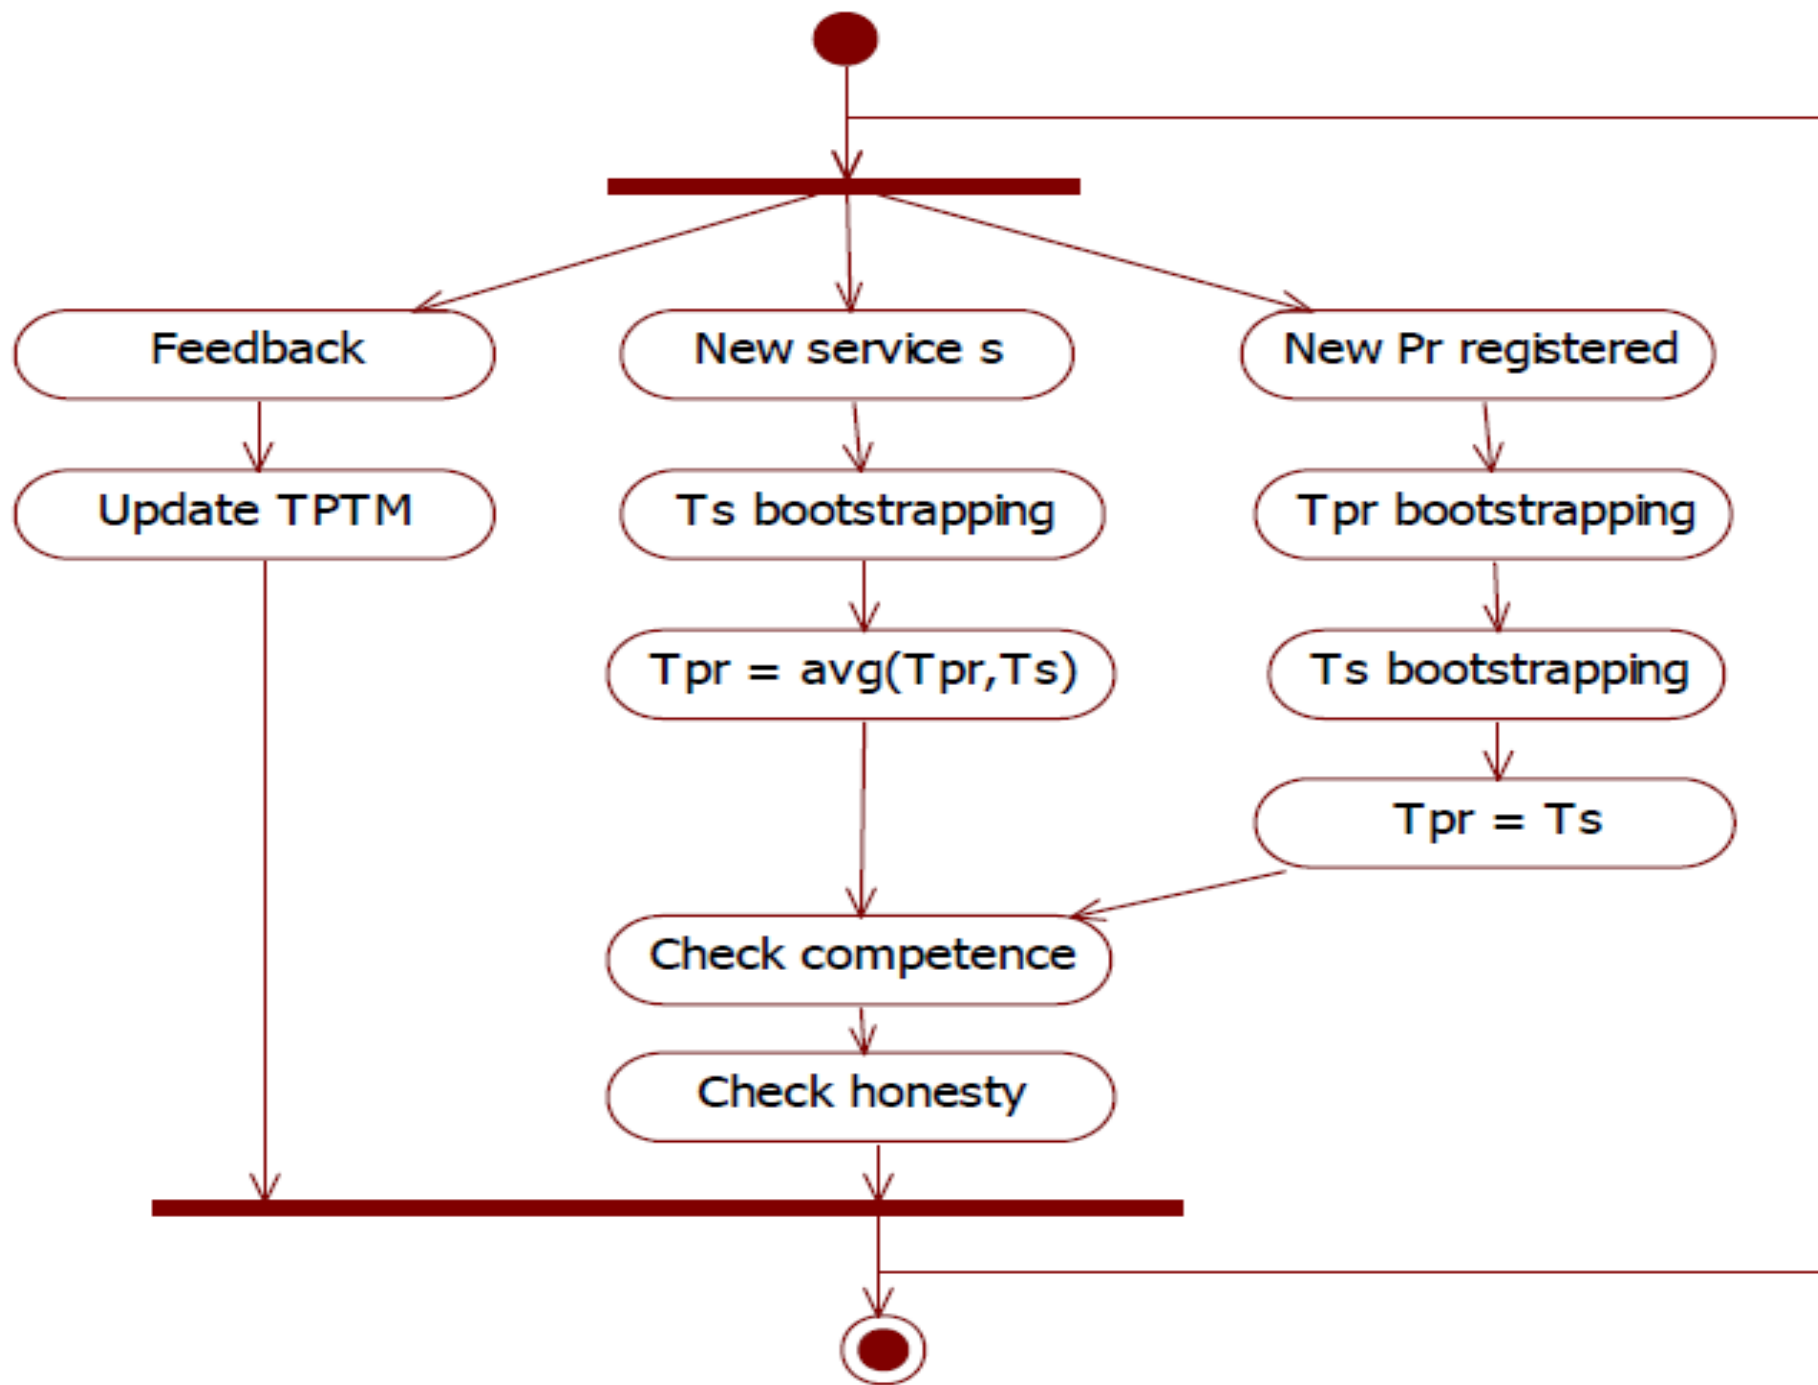 Feedback
New service s
New Pr registered
Update TPTM
Ts bootstrapping
Tpr bootstrapping
Tpr = avg(Tpr,Ts)
Ts bootstrapping
Tpr = Ts
Check competence
Check honesty